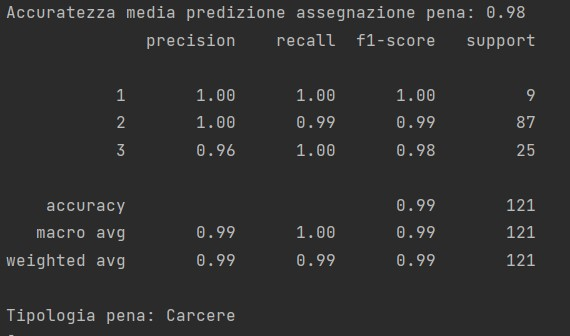 Accuratezza media predizione assegnazione pena: 0.98
precision recall f1-score support
1 1.00 1.00 1.00 9
2 1.00 0.99 0.99 87
3 0.96 1.00 0.98 25
accuracy 0.99 121
macro avg 0.99 1.00 0.99 121
weighted avg 0.99 0.99 0.99 121
Tipologia pena: Carcere